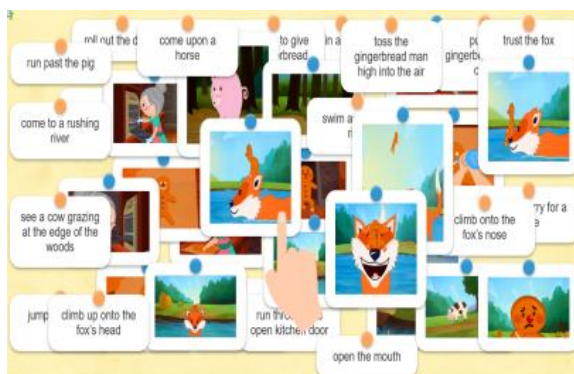 roll out the d
come upon a
horse
to give
rbread
in a
toss the
gingerbread man
high into the air
pu
gingerb
trust the fox
run past the pig
come to a rushing
river
swim a
ri
see a cow grazing
at the edge of the
woods
climb onto the
fox's nose
rry for a
e
jump
climb up onto the
fox's head
run thro
open kitchen door
open the mouth